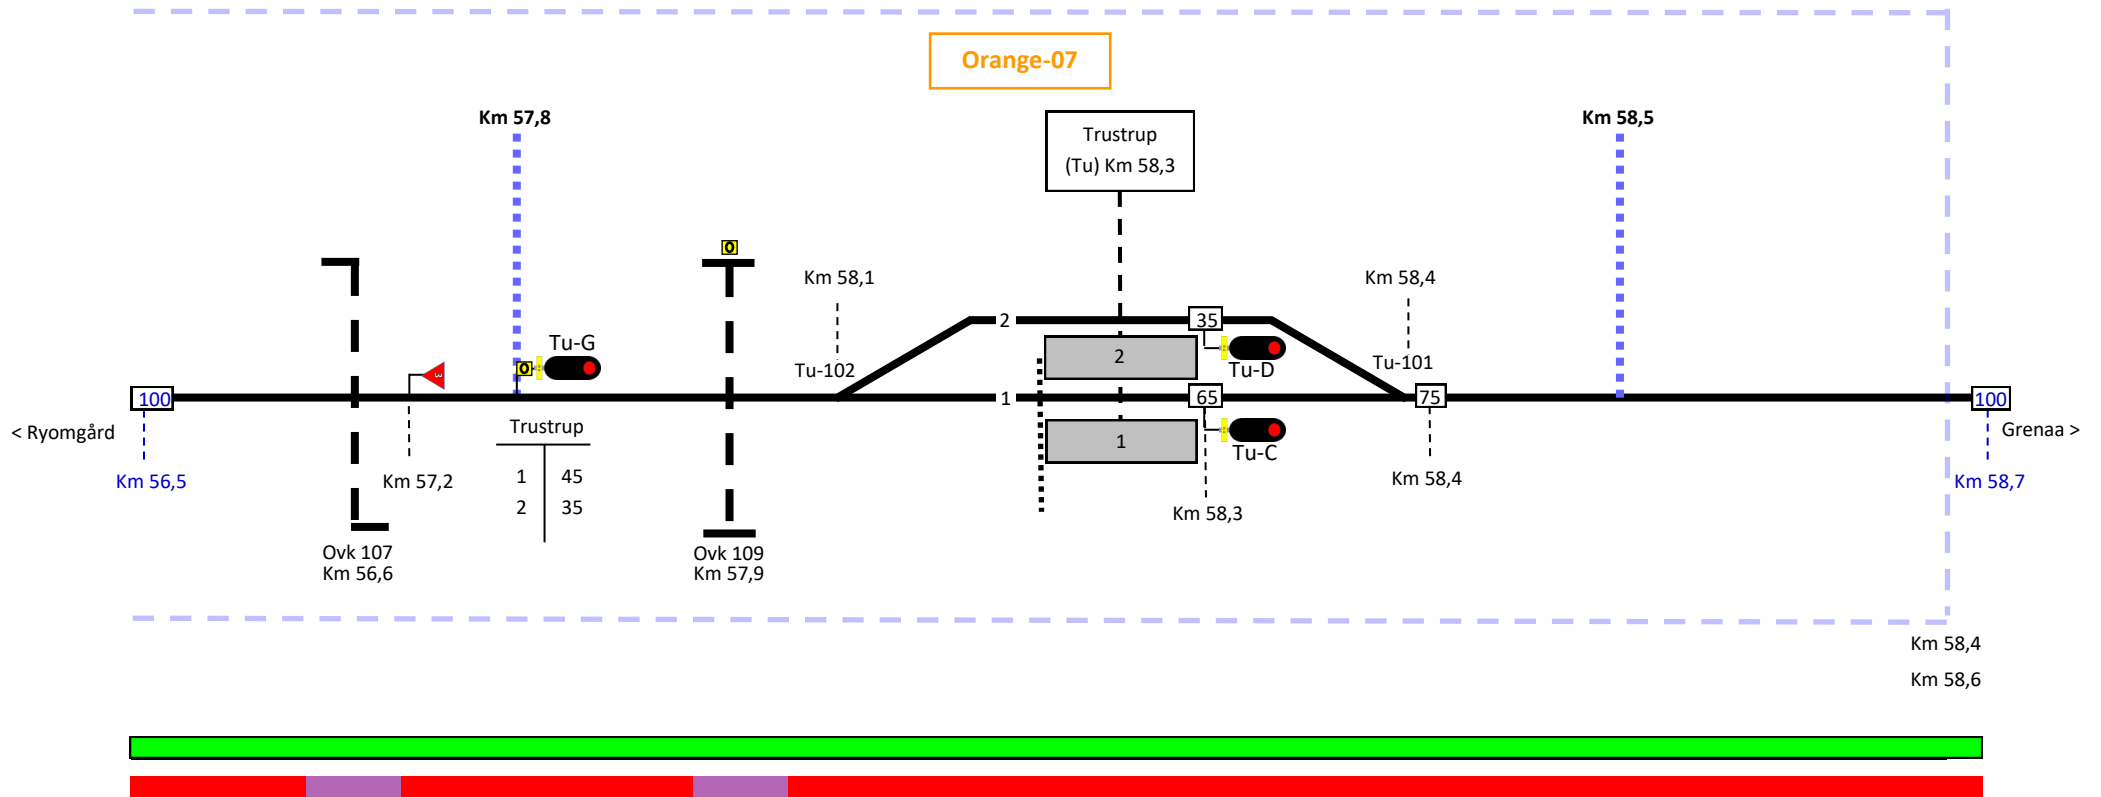 Orange-07
Km 57,8
Km 58,5
Trustrup
(Tu) Km 58,3
0
Km 58,1
Km 58,4
2
35
Tu-G
0
2
Tu-102
Tu-101
Tu-D
3
100
1
65
75
100
< Ryomgård
Trustrup
1
Tu-C
Grenaa >
Km 56,5
Km 57,2
1 45
Km 58,4
Km 58,7
2 35
Km 58,3
Ovk 107
Km 56,6
Ovk 109
Km 57,9
Km 58,4
Km 58,6